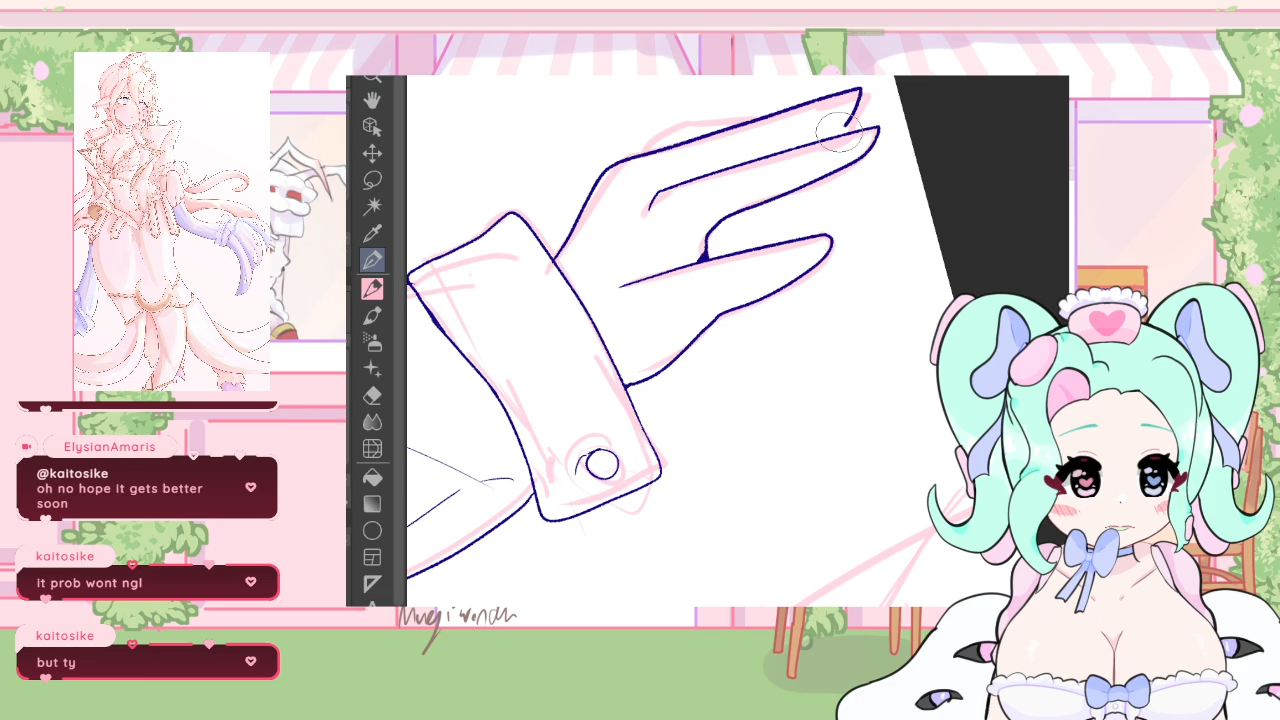 ElysianAmaris
@kaitosike
oh no hope it gets better
soon
kaitosike
it prob wont ngl
kaitosike
but ty